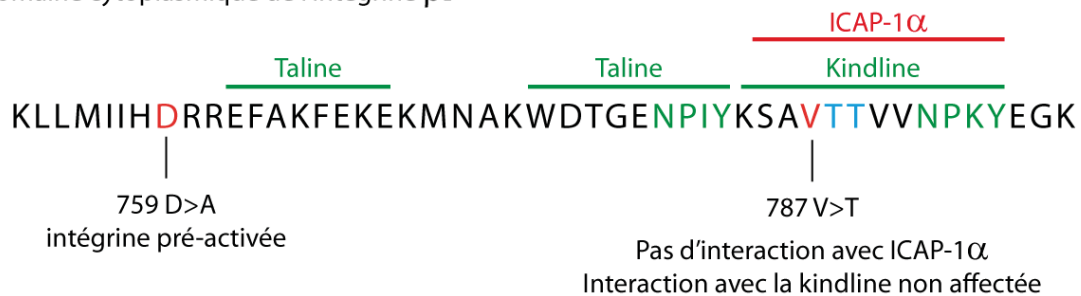 ICAP-1α
Taline Taline Kindline
KLLMIIHDRREFAKFEKEKMNAKWDTGENPIYKSAVTTVVNPKYEGK
759 D>A
intégrine pré-activée
787 V>T
Pas d'interaction avec ICAP-1α
Interaction avec la kindline non affectée